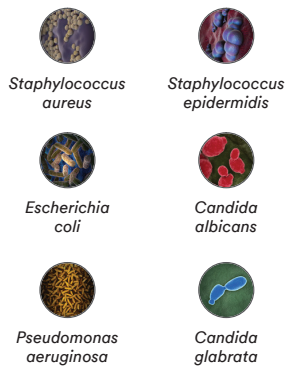 Staphylococcus
aureus
Staphylococcus
epidermidis
Escherichia
coli
Candida
albicans
Pseudomonas
aeruginosa
Candida
glabrata